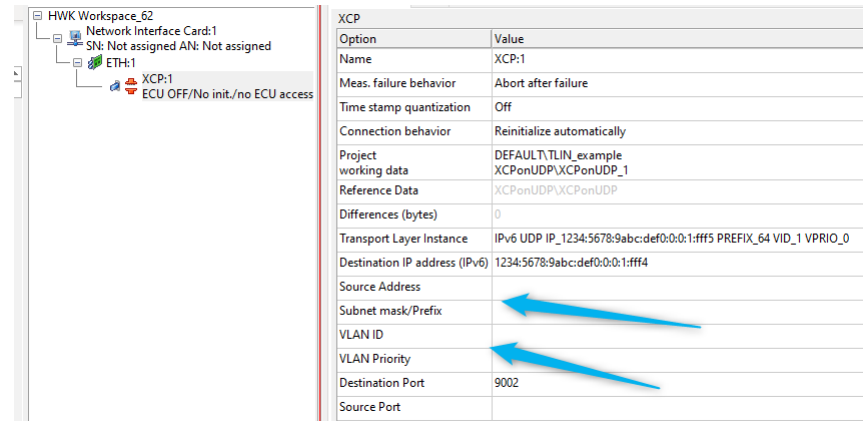 HWK Workspace_62
Network Interface Card:1
SN: Not assigned AN: Not assigned
ETH:1
XCP:1
ECU OFF/No init./no ECU access
XCP
Option Value
Name XCP:1
Meas. failure behavior Abort after failure
Time stamp quantization Off
Connection behavior Reinitialize automatically
Project DEFAULT\TLIN_example
working data XCPonUDP\XCPonUDP_1
Reference Data XCPonUDP\XCPonUDP
Differences (bytes) 0
Transport Layer Instance IPv6 UDP IP_1234:5678:9abc:def0:0:0:1:fff5 PREFIX_64 VID_1 VPRIO_0
Destination IP address (IPv6) 1234:5678:9abc:def0:0:0:1:fff4
Source Address
Subnet mask/Prefix
VLAN ID
VLAN Priority
Destination Port 9002
Source Port